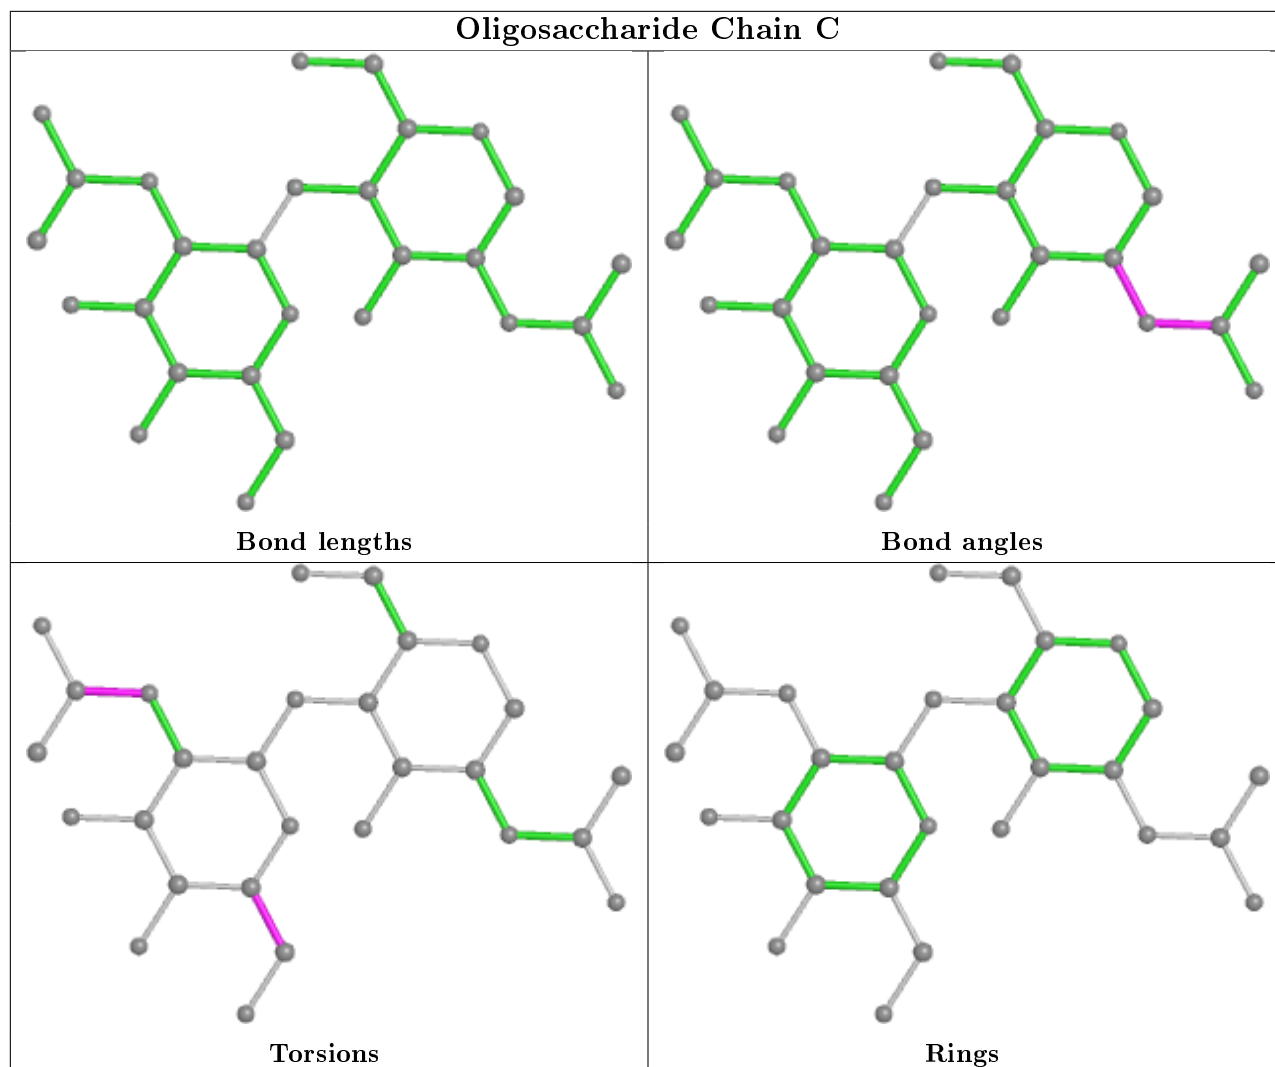 Oligosaccharide Chain C
Bond lengths
Bond angles
Torsions
Rings